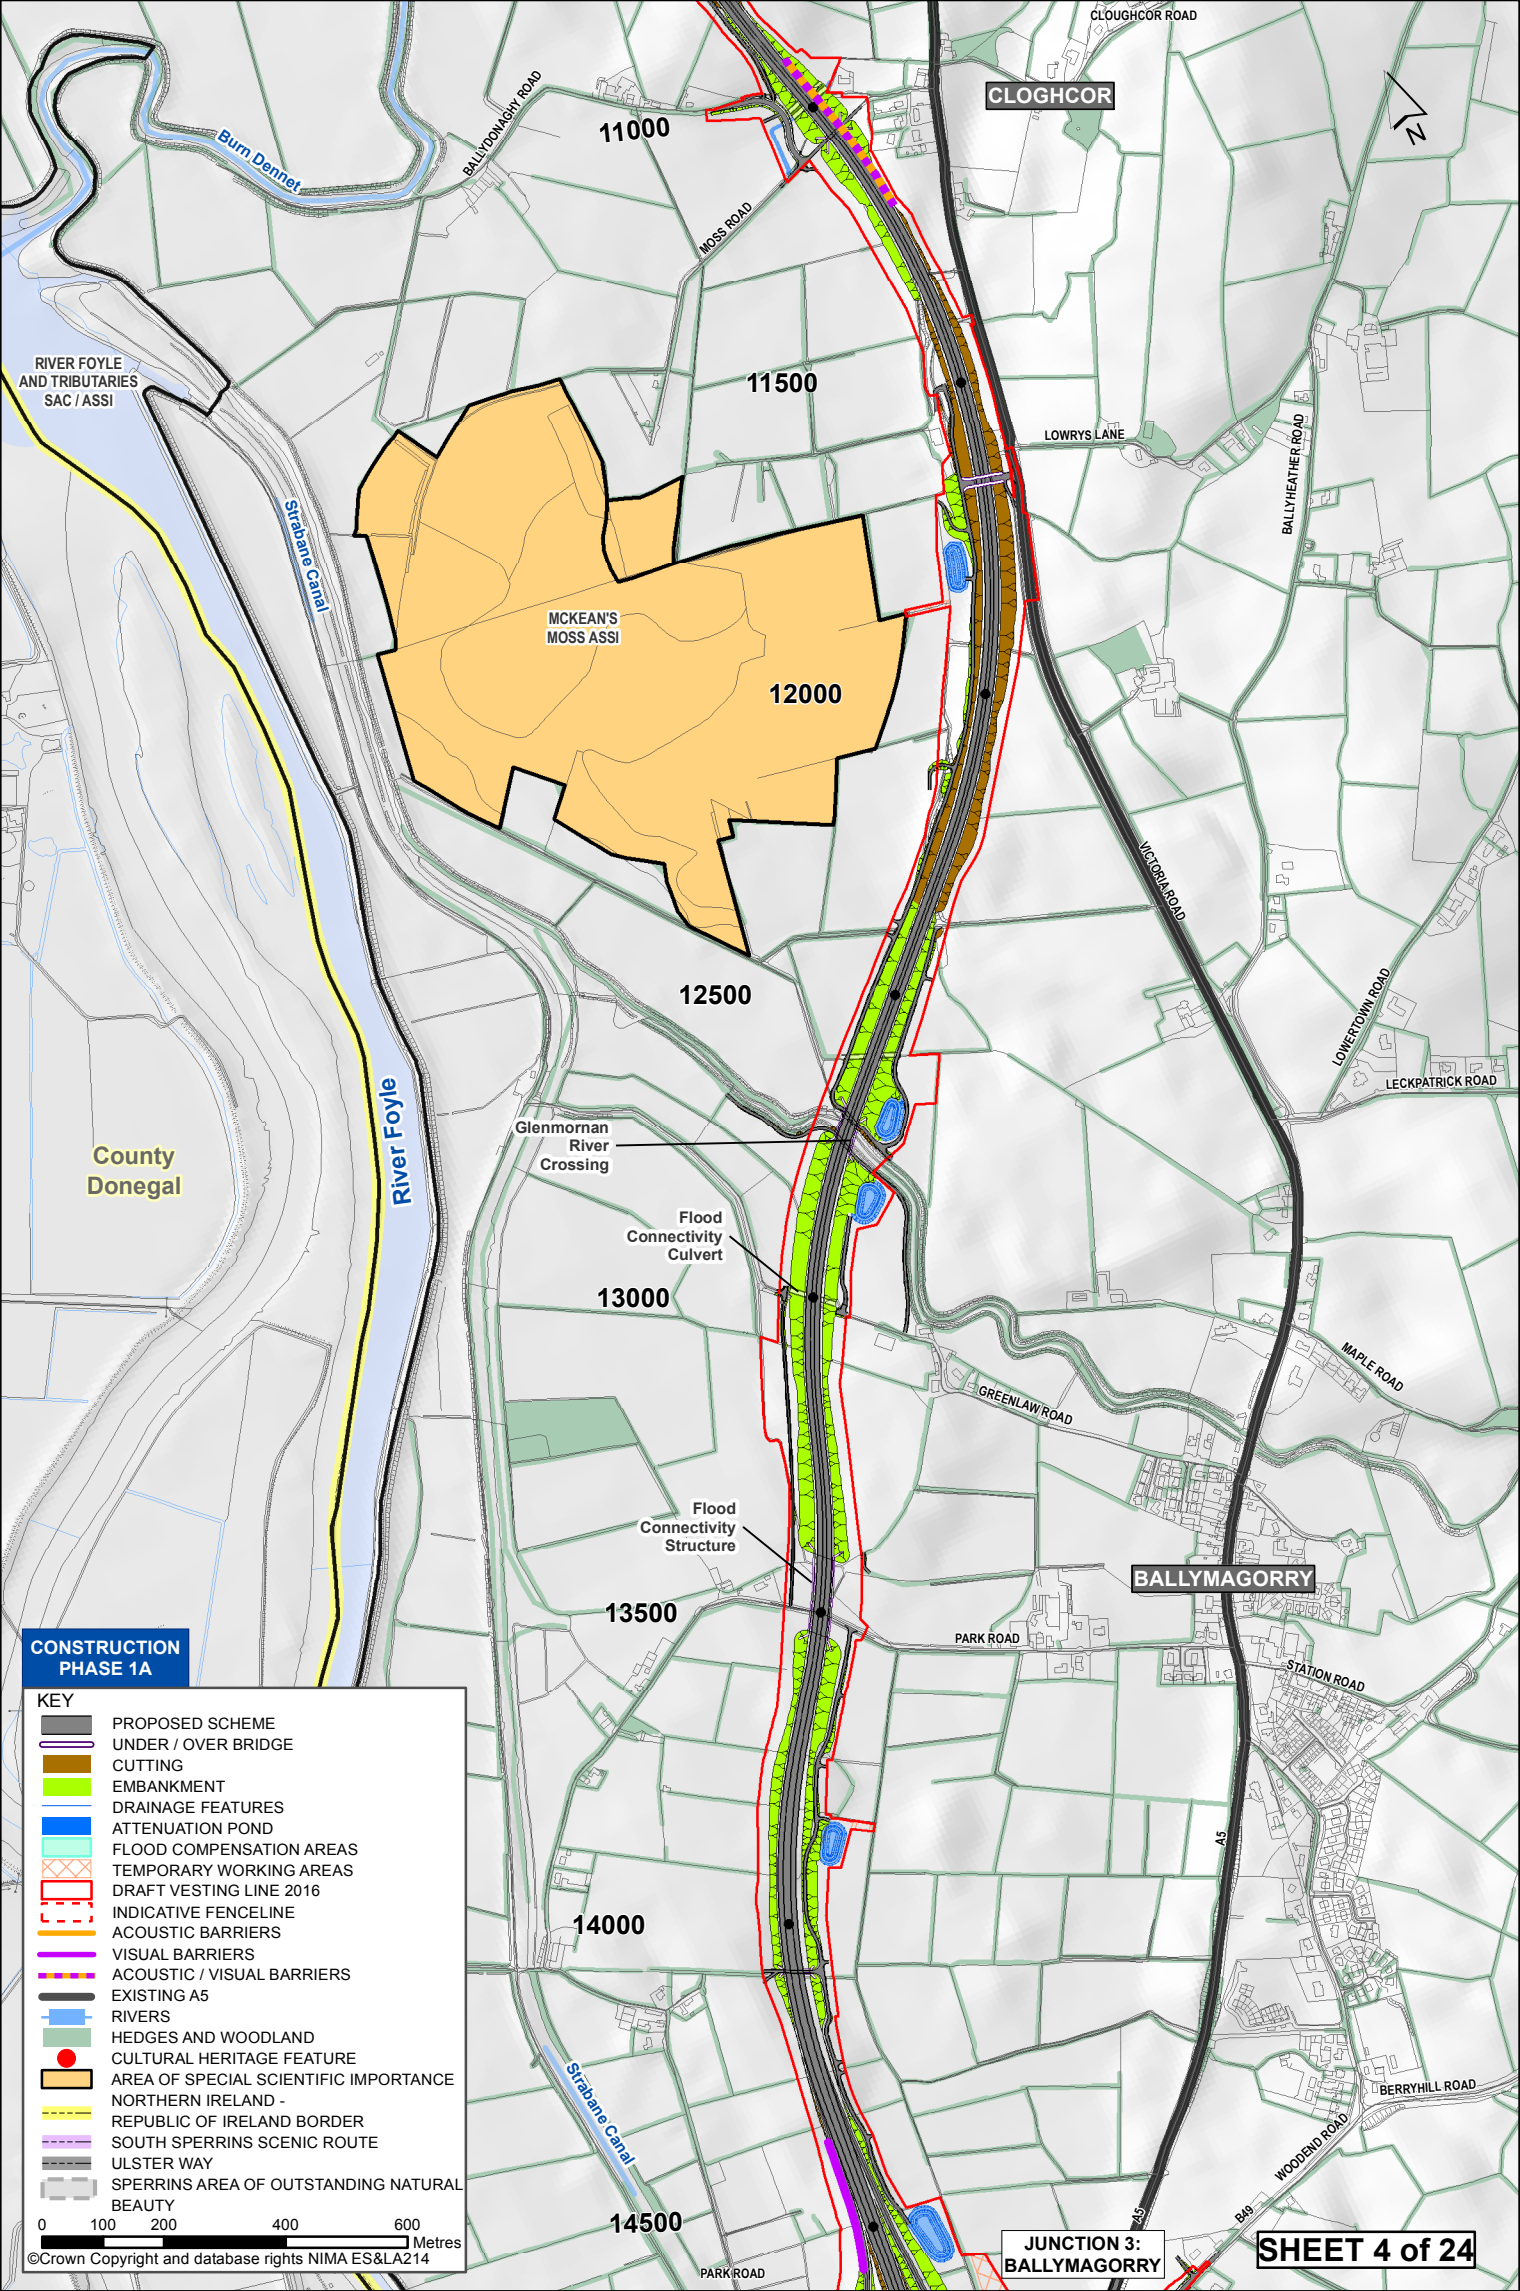 CLOUGHCOR ROAD
CLOGHCOR
N
11000
BALLYDONAGHY ROAD
Burn Dennet
MOSS ROAD
RIVER FOYLE
AND TRIBUTARIES
SAC / ASSI
11500
LOWRYS LANE
BALLYHEATHER ROAD
Strabane Canal
MCKEAN'S
MOSS ASSI
12000
VICTORIA ROAD
12500
LOWERTOWN ROAD
LECKPATRICK ROAD
River Foyle
County
Donegal
Glenmornan
River
Crossing
Flood
Connectivity
Culvert
13000
MAPLE ROAD
GREENLAW ROAD
Flood
Connectivity
Structure
BALLYMAGORRY
13500
PARK ROAD
STATION ROAD
A5
14000
Strabane Canal
BERRYHILL ROAD
WOODEND ROAD
B49
A5
14500
PARK ROAD
JUNCTION 3:
BALLYMAGORRY
SHEET 4 of 24
CONSTRUCTION
PHASE 1A
KEY
PROPOSED SCHEME
UNDER / OVER BRIDGE
CUTTING
EMBANKMENT
DRAINAGE FEATURES
ATTENUATION POND
FLOOD COMPENSATION AREAS
TEMPORARY WORKING AREAS
DRAFT VESTING LINE 2016
INDICATIVE FENCELINE
ACOUSTIC BARRIERS
VISUAL BARRIERS
ACOUSTIC / VISUAL BARRIERS
EXISTING A5
RIVERS
HEDGES AND WOODLAND
CULTURAL HERITAGE FEATURE
AREA OF SPECIAL SCIENTIFIC IMPORTANCE
NORTHERN IRELAND -
REPUBLIC OF IRELAND BORDER
SOUTH SPERRINS SCENIC ROUTE
ULSTER WAY
SPERRINS AREA OF OUTSTANDING NATURAL
BEAUTY
0 100 200 400 600
Metres
©Crown Copyright and database rights NIMA ES&LA214